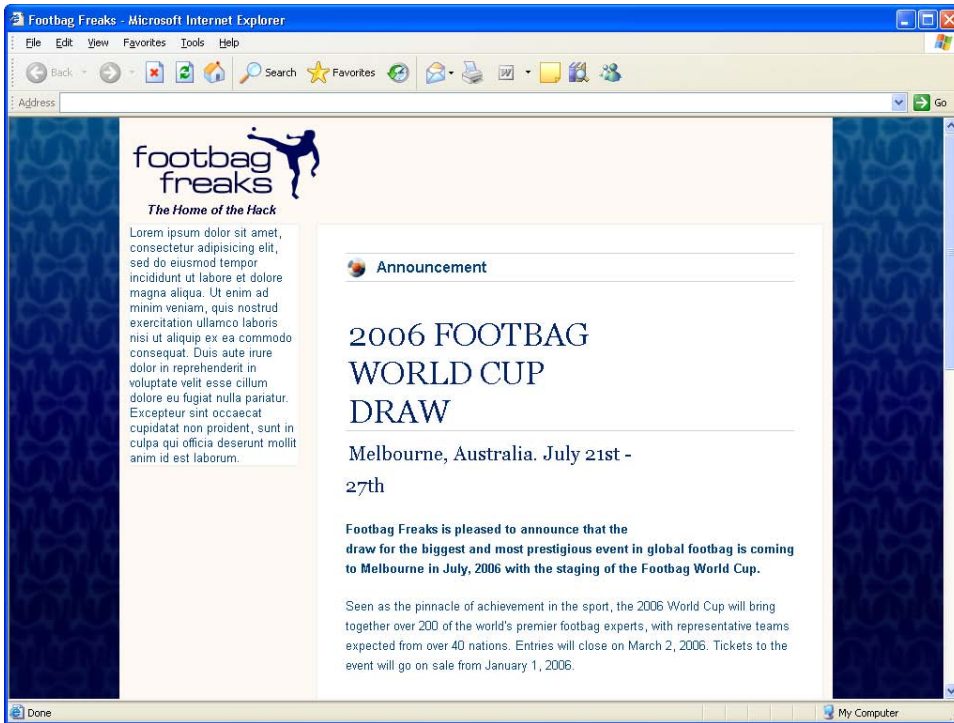 Footbag Freaks - Microsoft Internet Explorer
File Edit View Favorites Tools Help
Back Search Favorites W
Address Go
footbag
freaks
The Home of the Hack
Lorem ipsum dolor sit amet,
consectetur adipisicing elit,
sed do eiusmod tempor
incididunt ut labore et dolore
magna aliqua. Ut enim ad
minim veniam, quis nostrud
exercitation ullamco laboris
nisi ut aliquip ex ea commodo
consequat. Duis aute irure
dolor in reprehenderit in
voluptate velit esse cillum
dolore eu fugiat nulla pariatur.
Excepteur sint occaecat
cupidatat non proident, sunt in
culpa qui officia deserunt mollit
anim id est laborum.
Announcement
2006 FOOTBAG
WORLD CUP
DRAW
Melbourne, Australia. July 21st -
27th
Footbag Freaks is pleased to announce that the
draw for the biggest and most prestigious event in global footbag is coming
to Melbourne in July, 2006 with the staging of the Footbag World Cup.
Seen as the pinnacle of achievement in the sport, the 2006 World Cup will bring
together over 200 of the world's premier footbag experts, with representative teams
expected from over 40 nations. Entries will close on March 2, 2006. Tickets to the
event will go on sale from January 1, 2006.
Done My Computer